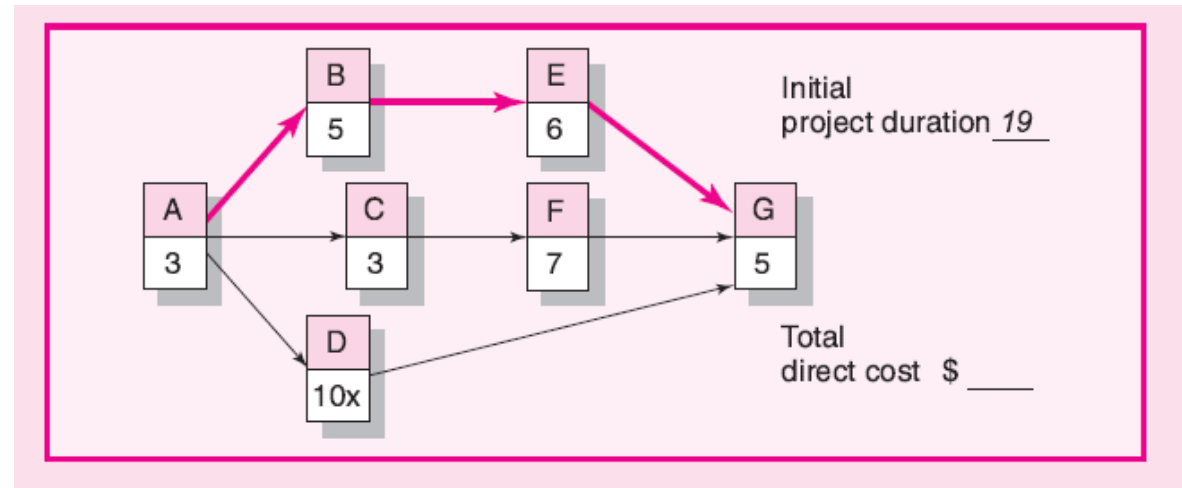 B
5
E
6
Initial
project duration 19
A
3
C
3
F
7
G
5
D
10x
Total
direct cost $